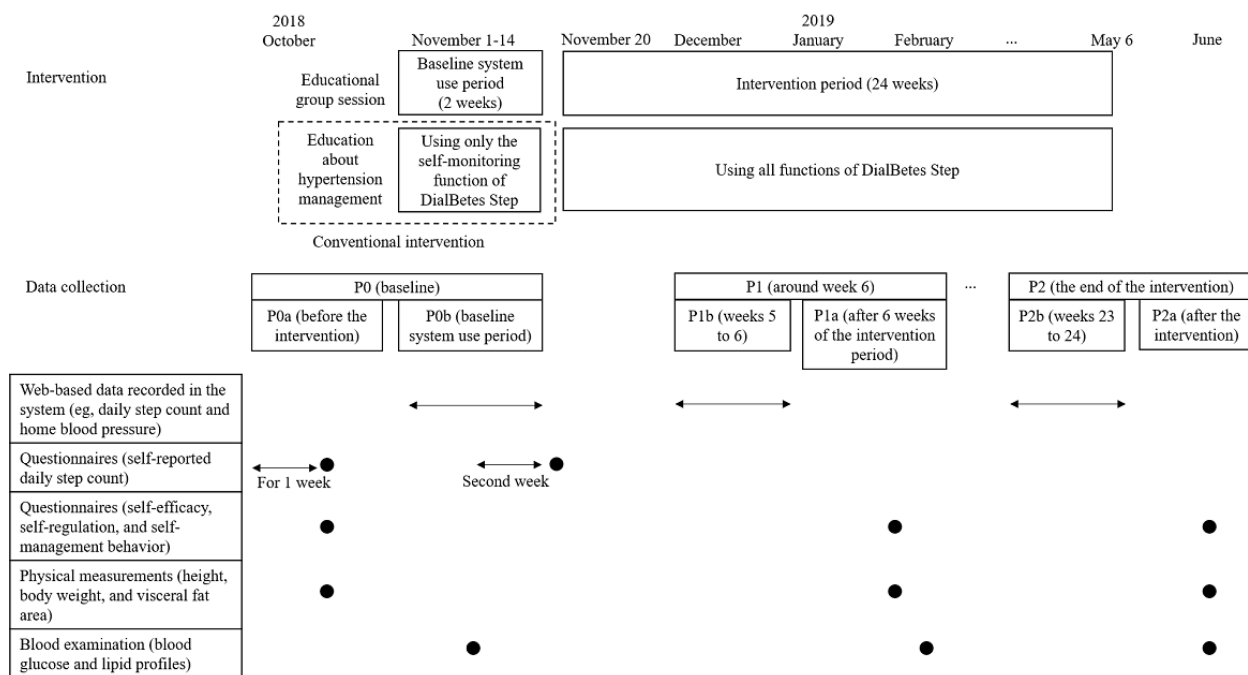 2018
October
November 1-14
November 20
December
2019
January
February
...
May 6
June
Intervention
Educational
group session
Baseline system
use period
(2 weeks)
Intervention period (24 weeks)
Education
about
hypertension
management
Using only the
self-monitoring
function of
DialBetes Step
Using all functions of DialBetes Step
Conventional intervention
Data collection
P0 (baseline)
P0a (before the
intervention)
P0b (baseline
system use period)
P1 (around week 6)
P1b (weeks 5
to 6)
P1a (after 6 weeks
of the intervention
period)
...
P2 (the end of the intervention)
P2b (weeks 23
to 24)
P2a (after the
intervention)
Web-based data recorded in the
system (eg, daily step count and
home blood pressure)
Questionnaires (self-reported
daily step count)
For 1 week
Second week
Questionnaires (self-efficacy,
self-regulation, and self-
management behavior)
Physical measurements (height,
body weight, and visceral fat
area)
Blood examination (blood
glucose and lipid profiles)